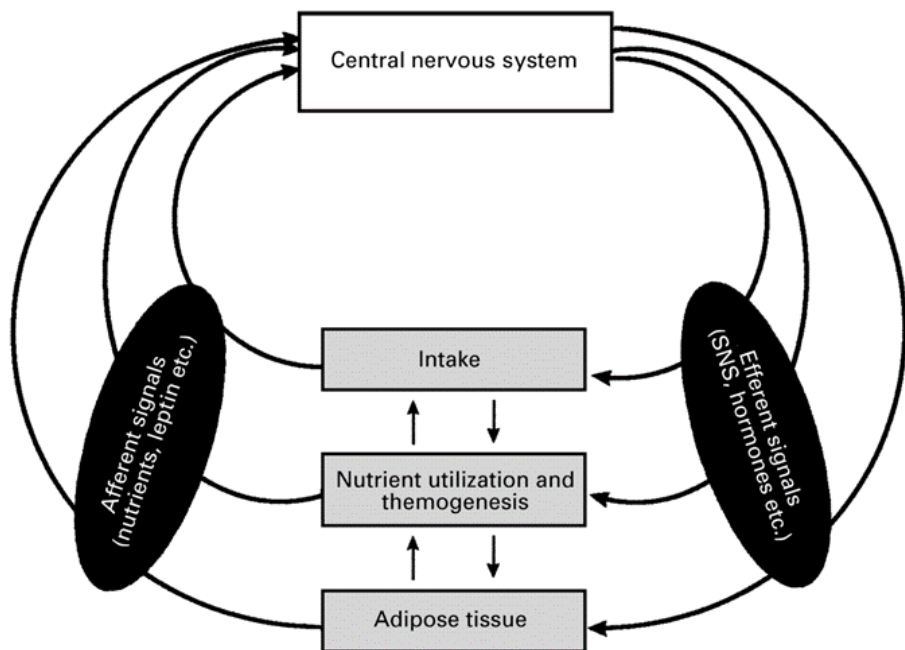 Central nervous system
Afferent signals
(nutrients, leptin etc.)
Intake
Nutrient utilization and
themogenesis
Adipose tissue
Efferent signals
(SNS, hormones etc.)